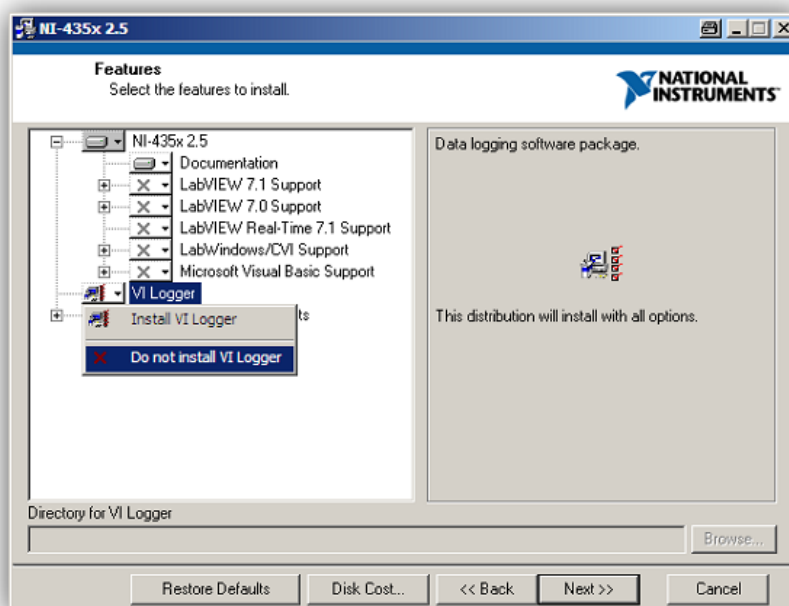 NI-435x 2.5
Features
Select the features to install.
NATIONAL
INSTRUMENTS™
NI-435x 2.5
Documentation
LabVIEW 7.1 Support
LabVIEW 7.0 Support
LabVIEW Real-Time 7.1 Support
LabWindows/CVI Support
Microsoft Visual Basic Support
VI Logger
Install VI Logger
ts
Do not install VI Logger
Data logging software package.
This distribution will install with all options.
Directory for VI Logger
Browse...
Restore Defaults
Disk Cost...
<< Back
Next >>
Cancel